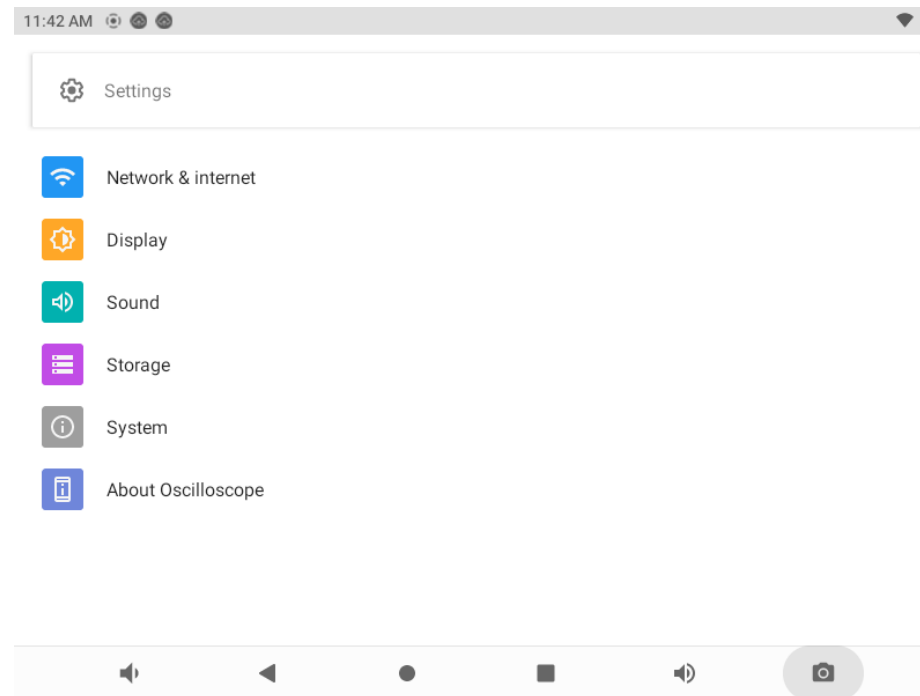 11:42 AM
Settings
Network & internet
Display
Sound
Storage
System
About Oscilloscope